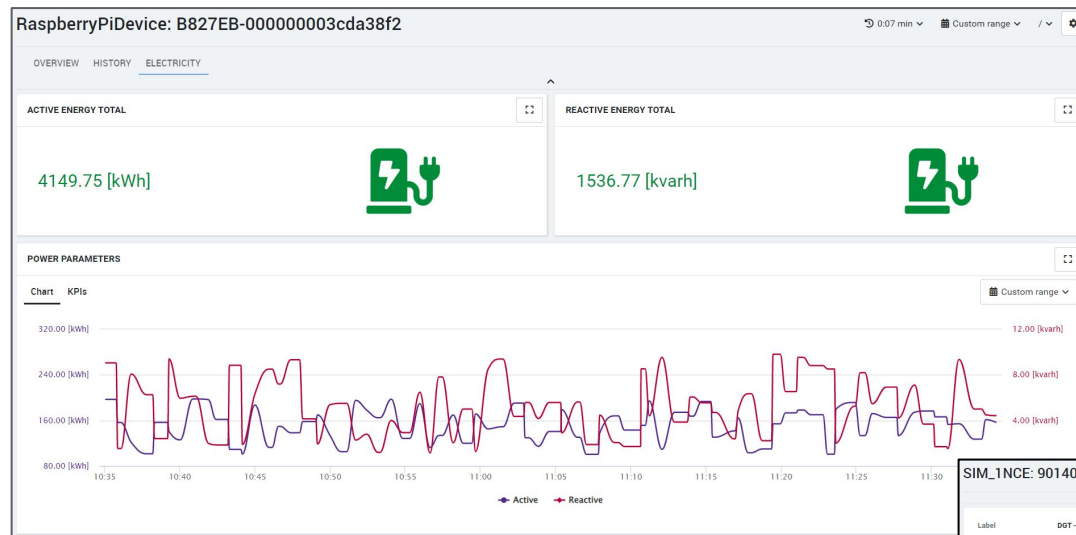 RaspberryPiDevice: B827EB-000000003cda38f2
0:07 min
Custom range
/
OVERVIEW HISTORY ELECTRICITY
ACTIVE ENERGY TOTAL
4149.75 [kWh]
REACTIVE ENERGY TOTAL
1536.77 [kvarh]
POWER PARAMETERS
Chart KPIs
Custom range
320.00 [kWh]
240.00 [kWh]
160.00 [kWh]
80.00 [kWh]
12.00 [kvarh]
8.00 [kvarh]
4.00 [kvarh]
10:35 10:40 10:45 10:50 10:55 11:00 11:05 11:10 11:15 11:20 11:25 11:30
Active Reactive
SIM_1NCE: 90140
Label DGT -